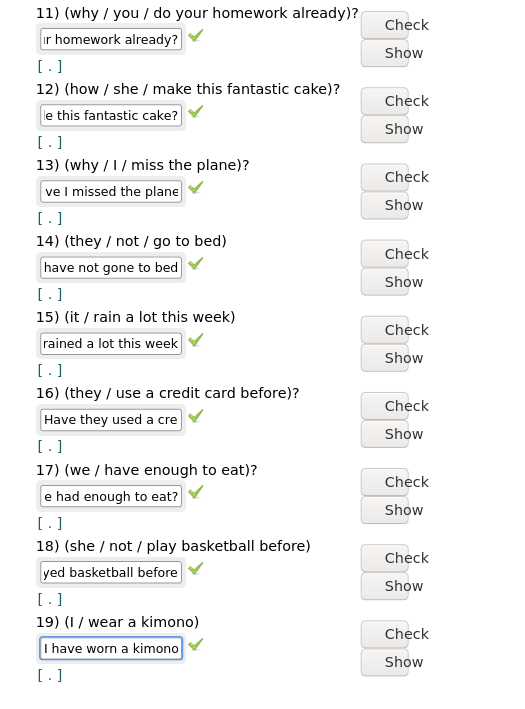 11) (why / you / do your homework already)?
Check
r homework already?
Show
[ . ]
12) (how / she / make this fantastic cake)?
Check
e this fantastic cake?
Show
[ . ]
13) (why / I / miss the plane)?
Check
ve I missed the plane
Show
[ . ]
14) (they / not / go to bed)
Check
have not gone to bed
Show
[ . ]
15) (it / rain a lot this week)
Check
rained a lot this week
Show
[ . ]
16) (they / use a credit card before)?
Check
Have they used a cre
Show
[ . ]
17) (we / have enough to eat)?
Check
e had enough to eat?
Show
[ . ]
18) (she / not / play basketball before)
Check
yed basketball before
Show
[ . ]
19) (I / wear a kimono)
Check
I have worn a kimono
Show
[ . ]